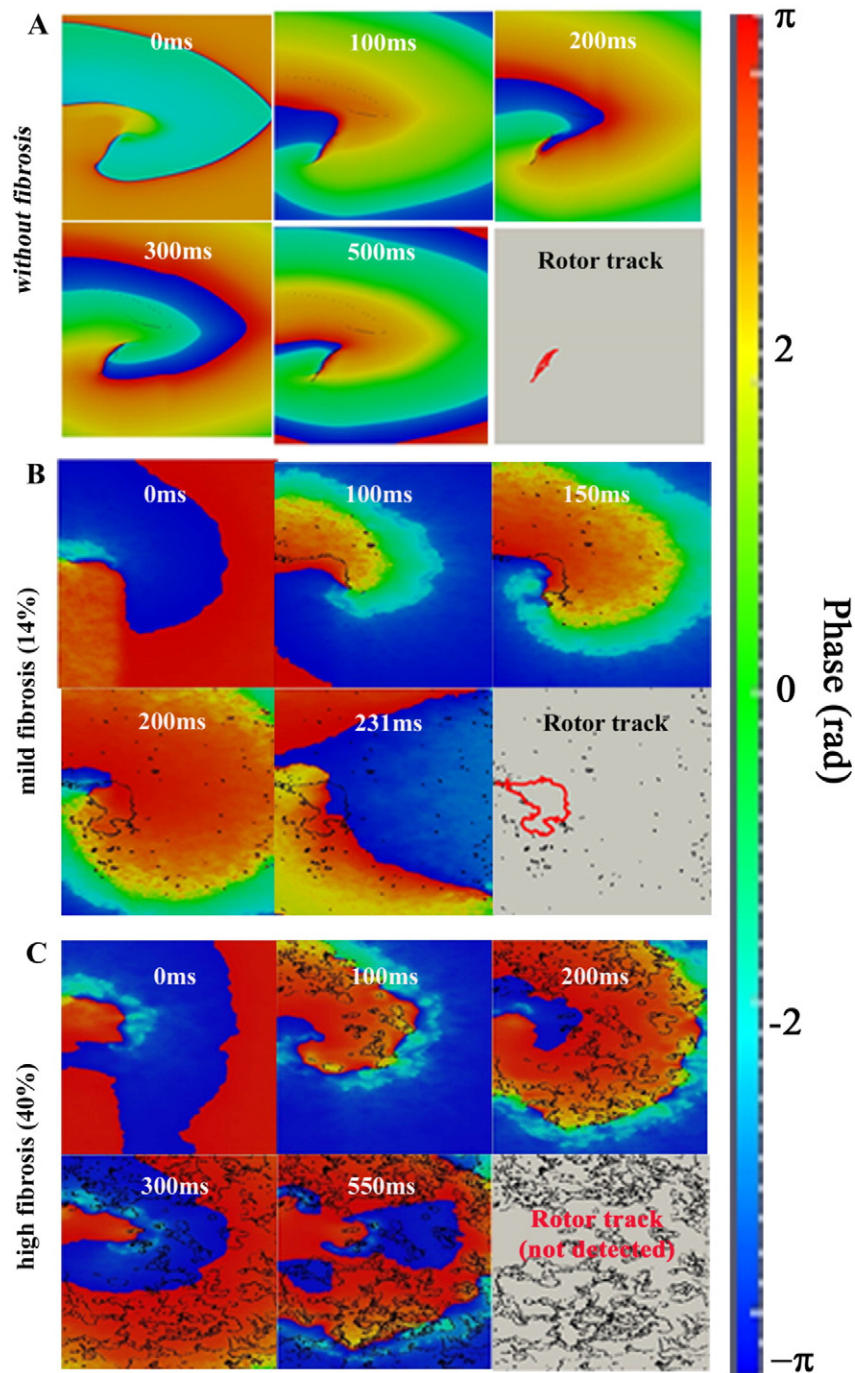 A
without fibrosis
0ms
100ms
200ms
300ms
500ms
Rotor track
B
mild fibrosis (14%)
0ms
100ms
150ms
200ms
231ms
Rotor track
C
high fibrosis (40%)
0ms
100ms
200ms
300ms
550ms
Rotor track
(not detected)
π
2
0
-2
−π
Phase (rad)